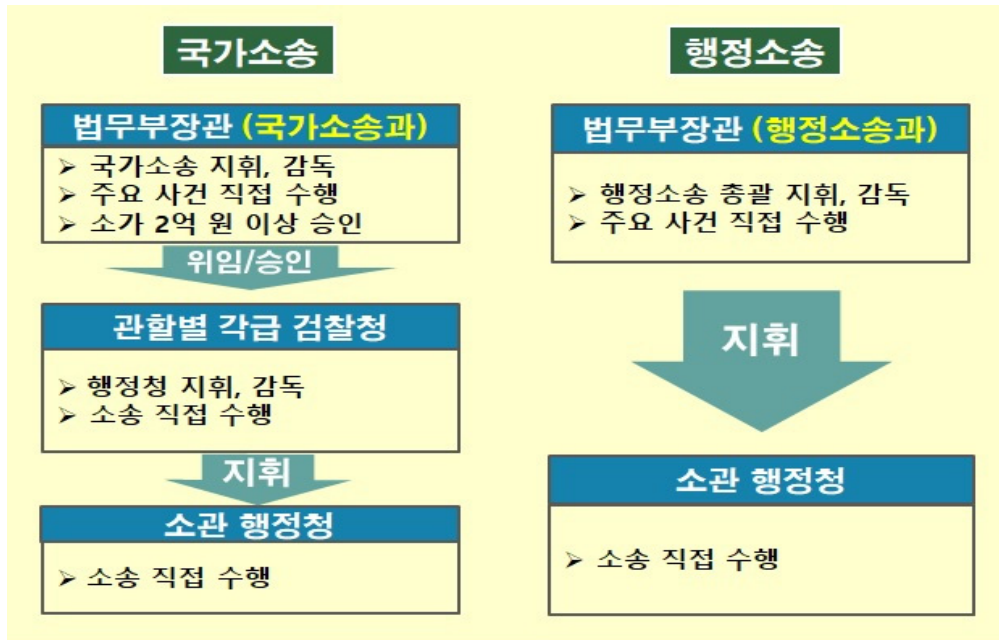 국가소송
법무부장관 (국가소송과)
➢ 국가소송 지휘, 감독
➢ 주요 사건 직접 수행
➢ 소가 2억 원 이상 승인
위임/승인
관할별 각급 검찰청
➢ 행정청 지휘, 감독
➢ 소송 직접 수행
지휘
소관 행정청
➢ 소송 직접 수행
행정소송
법무부장관 (행정소송과)
➢ 행정소송 총괄 지휘, 감독
➢ 주요 사건 직접 수행
지휘
소관 행정청
➢ 소송 직접 수행